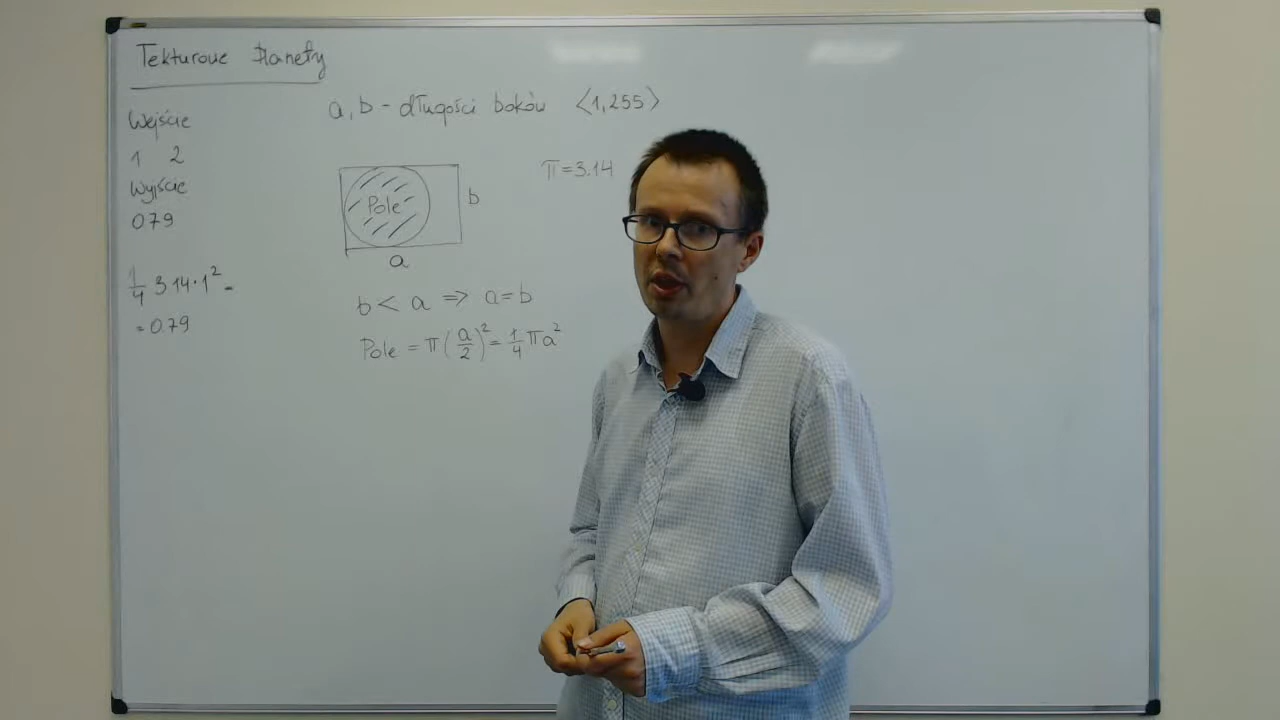 Tekturowe Planety
Wejście
1 2
Wyjście
0.79
1/4 3.14·1² =
= 0.79
a, b - długości boków <1,255>
π=3.14
Pole
b
a
b < a => a=b
Pole = π(a/2)² = 1/4 πa²